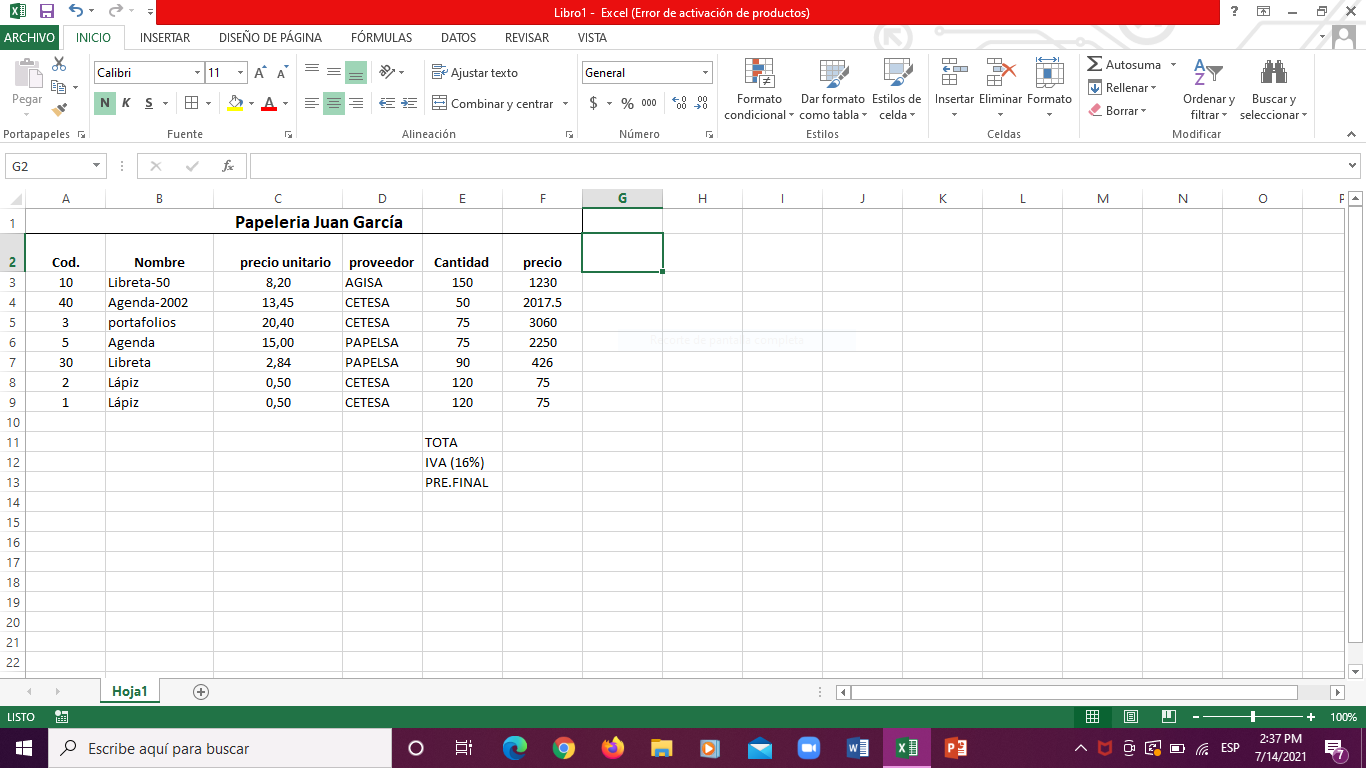 Libro1 - Excel (Error de activación de productos)
ARCHIVO INICIO INSERTAR DISEÑO DE PÁGINA FÓRMULAS DATOS REVISAR VISTA
Pegar
Calibri 11
N K S
Ajustar texto
Combinar y centrar
General
$ % 000
Formato condicional
Dar formato como tabla
Estilos de celda
Insertar Eliminar Formato
Autosuma
Rellenar
Borrar
Ordenar y filtrar
Buscar y seleccionar
Portapapeles Fuente Alineación Número Estilos Celdas Modificar
G2 fx
A B C D E F G H I J K L M N O P
1 Papeleria Juan García
2 Cod. Nombre precio unitario proveedor Cantidad precio
3 10 Libreta-50 8,20 AGISA 150 1230
4 40 Agenda-2002 13,45 CETESA 50 2017.5
5 3 portafolios 20,40 CETESA 75 3060
6 5 Agenda 15,00 PAPELSA 75 2250
7 30 Libreta 2,84 PAPELSA 90 426
8 2 Lápiz 0,50 CETESA 120 75
9 1 Lápiz 0,50 CETESA 120 75
10
11 TOTA
12 IVA (16%)
13 PRE.FINAL
14
15
16
17
18
19
20
21
22
Recorte de pantalla completa
Hoja1
LISTO 100%
Escribe aquí para buscar
ESP
2:37 PM
7/14/2021
7